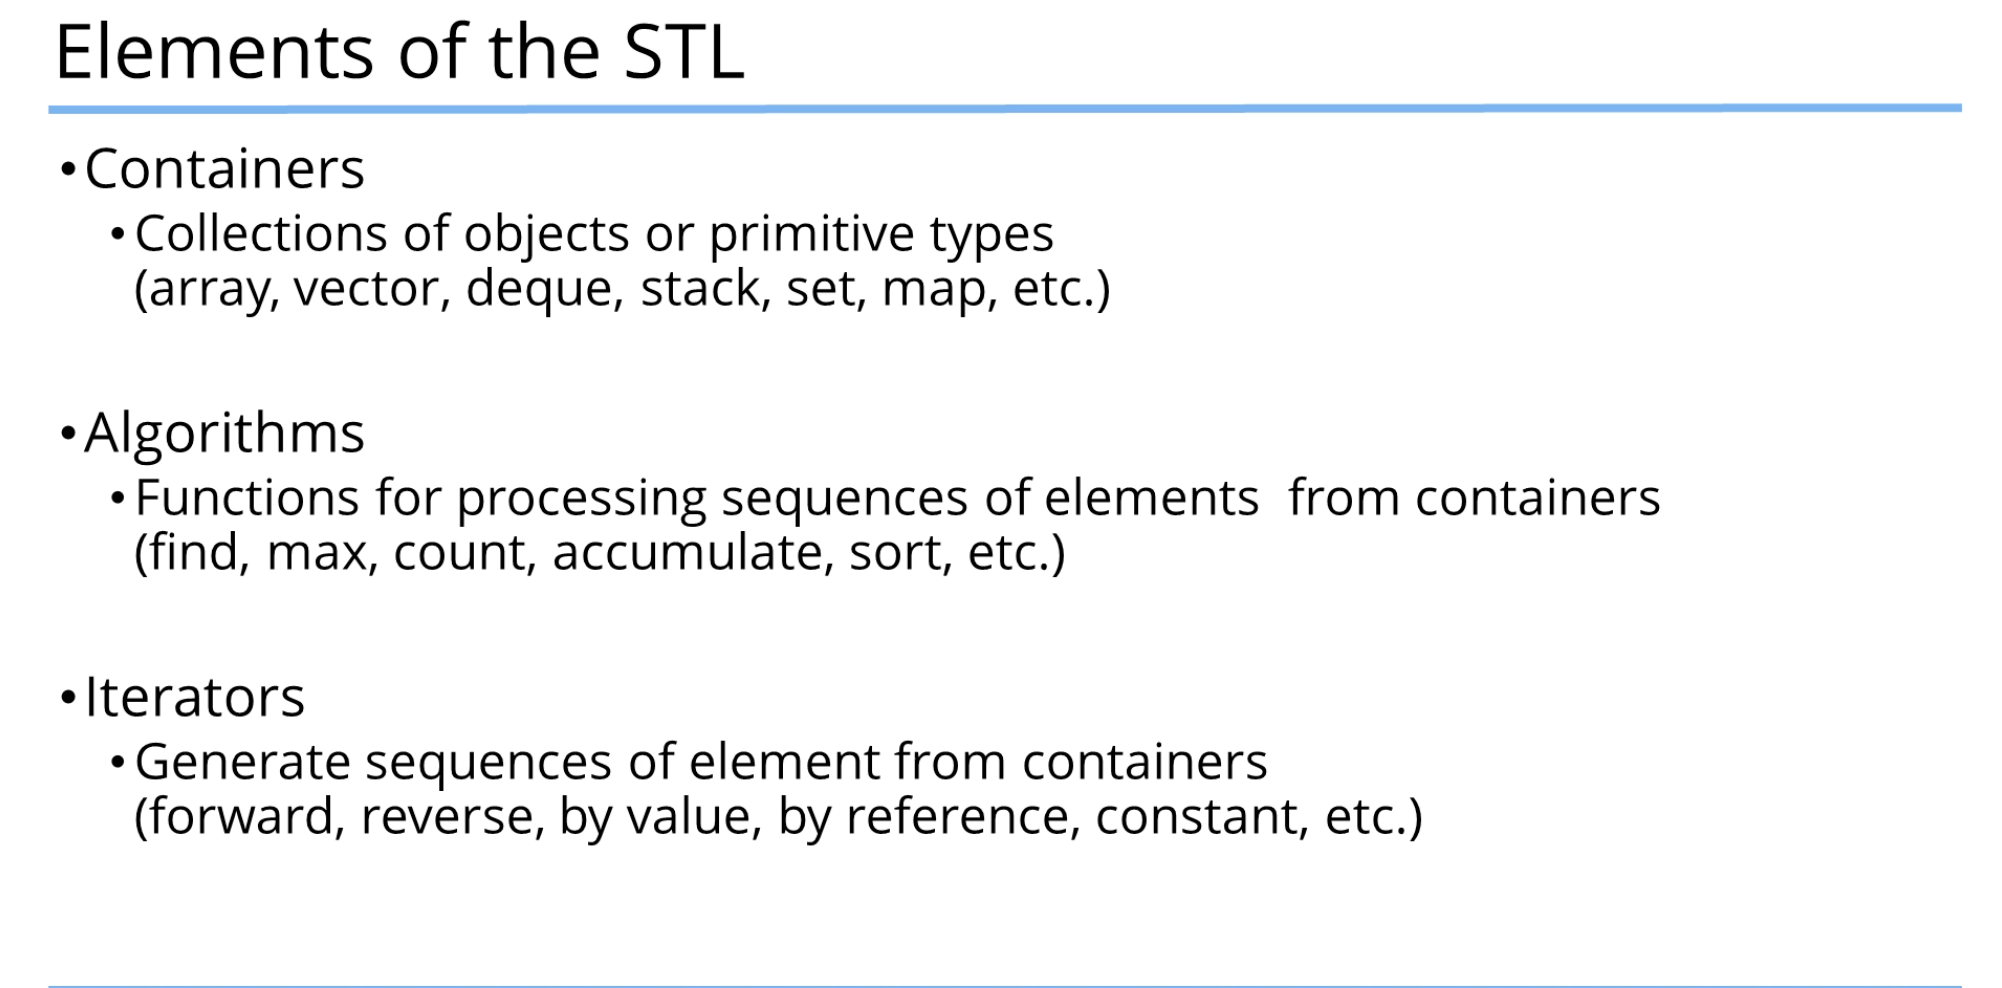 Elements of the STL
•Containers
•Collections of objects or primitive types
(array, vector, deque, stack, set, map, etc.)
•Algorithms
•Functions for processing sequences of elements  from containers
(find, max, count, accumulate, sort, etc.)
•Iterators
•Generate sequences of element from containers
(forward, reverse, by value, by reference, constant, etc.)